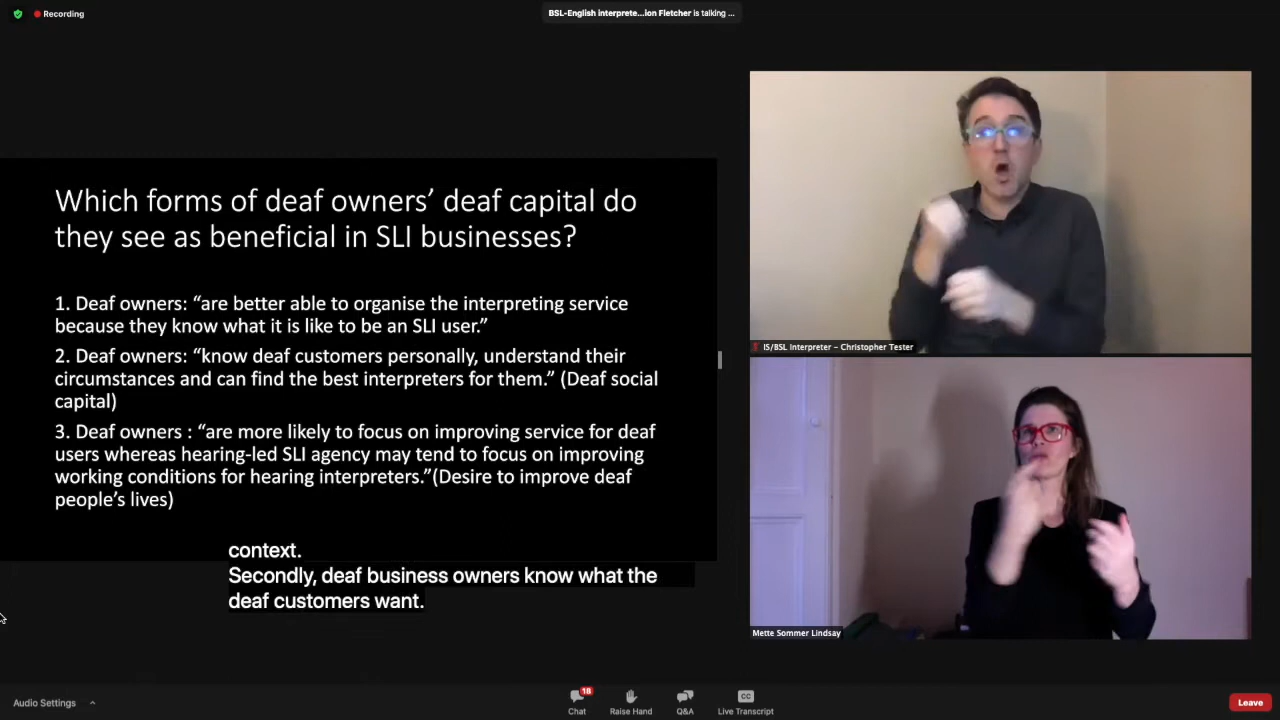 Recording
BSL-English interprete...ion Fletcher is talking ...
Which forms of deaf owners’ deaf capital do
they see as beneficial in SLI businesses?
1. Deaf owners: “are better able to organise the interpreting service
because they know what it is like to be an SLI user.”
2. Deaf owners: “know deaf customers personally, understand their
circumstances and can find the best interpreters for them.” (Deaf social
capital)
3. Deaf owners : “are more likely to focus on improving service for deaf
users whereas hearing-led SLI agency may tend to focus on improving
working conditions for hearing interpreters.”(Desire to improve deaf
people’s lives)
context.
Secondly, deaf business owners know what the
deaf customers want.
IS/BSL Interpreter – Christopher Tester
Mette Sommer Lindsay
Audio Settings
18
Chat
Raise Hand
Q&A
CC
Live Transcript
Leave